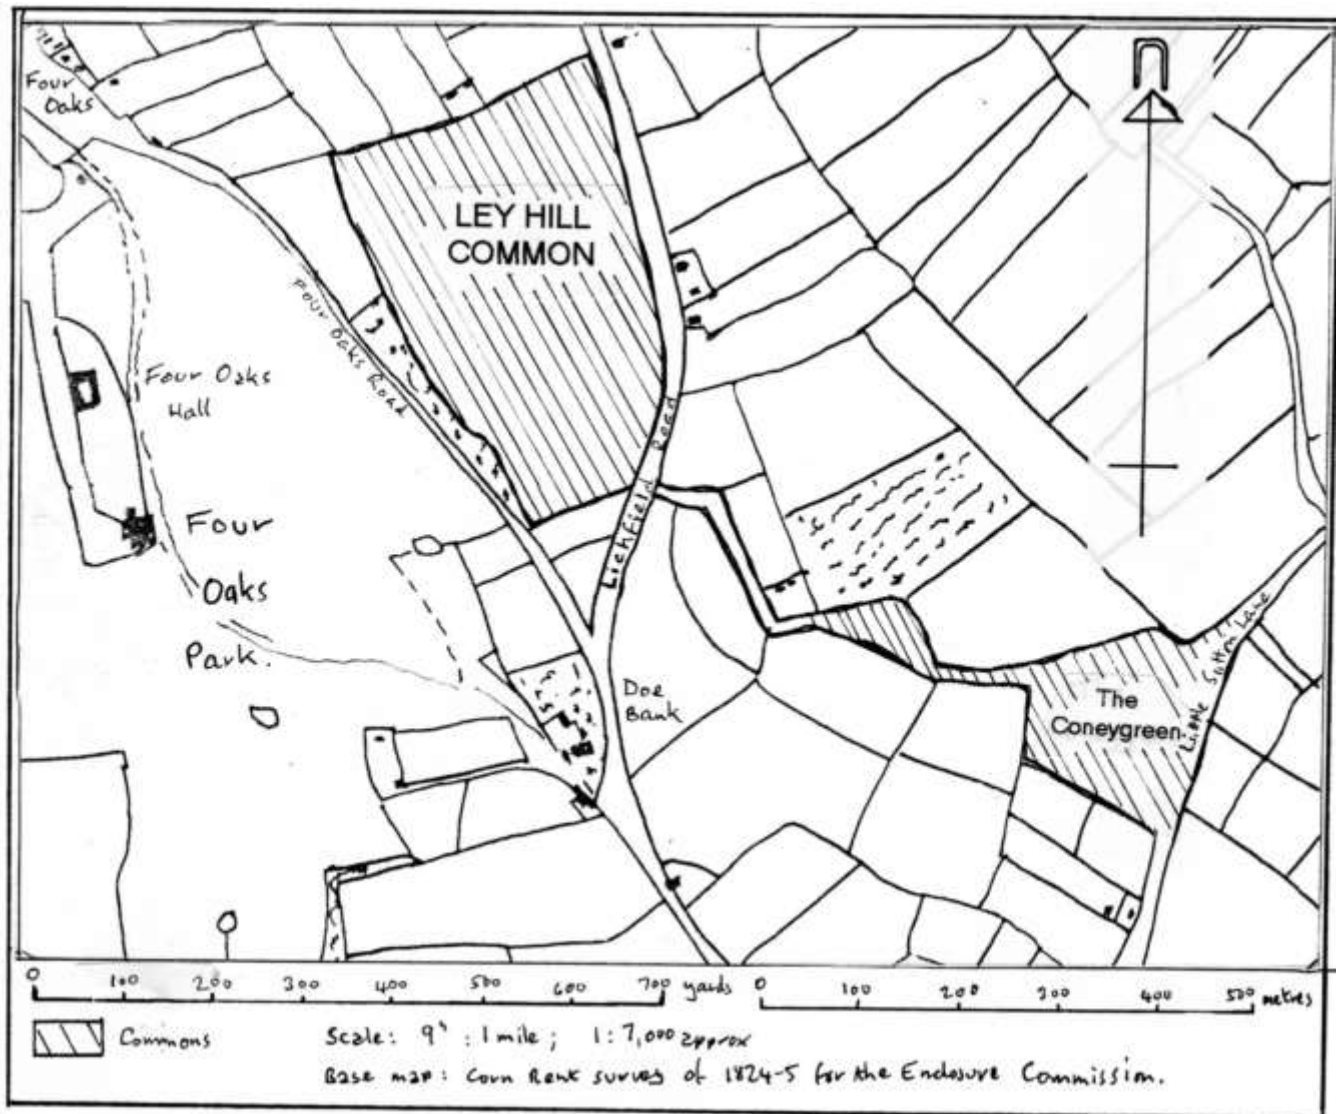 Four
Oaks
LEY HILL
COMMON
Four Oaks Road
Four Oaks
Hall
Lichfield Road
Four
Oaks
Park.
Doe
Bank
Little Sutton Lane
The
Coneygreen
0 100 200 300 400 500 600 700 yards
0 100 200 300 400 500 metres
Commons
Scale: 9" : 1 mile; 1:7,000 approx
Base map: Corn Rent survey of 1824-5 for the Enclosure Commission.